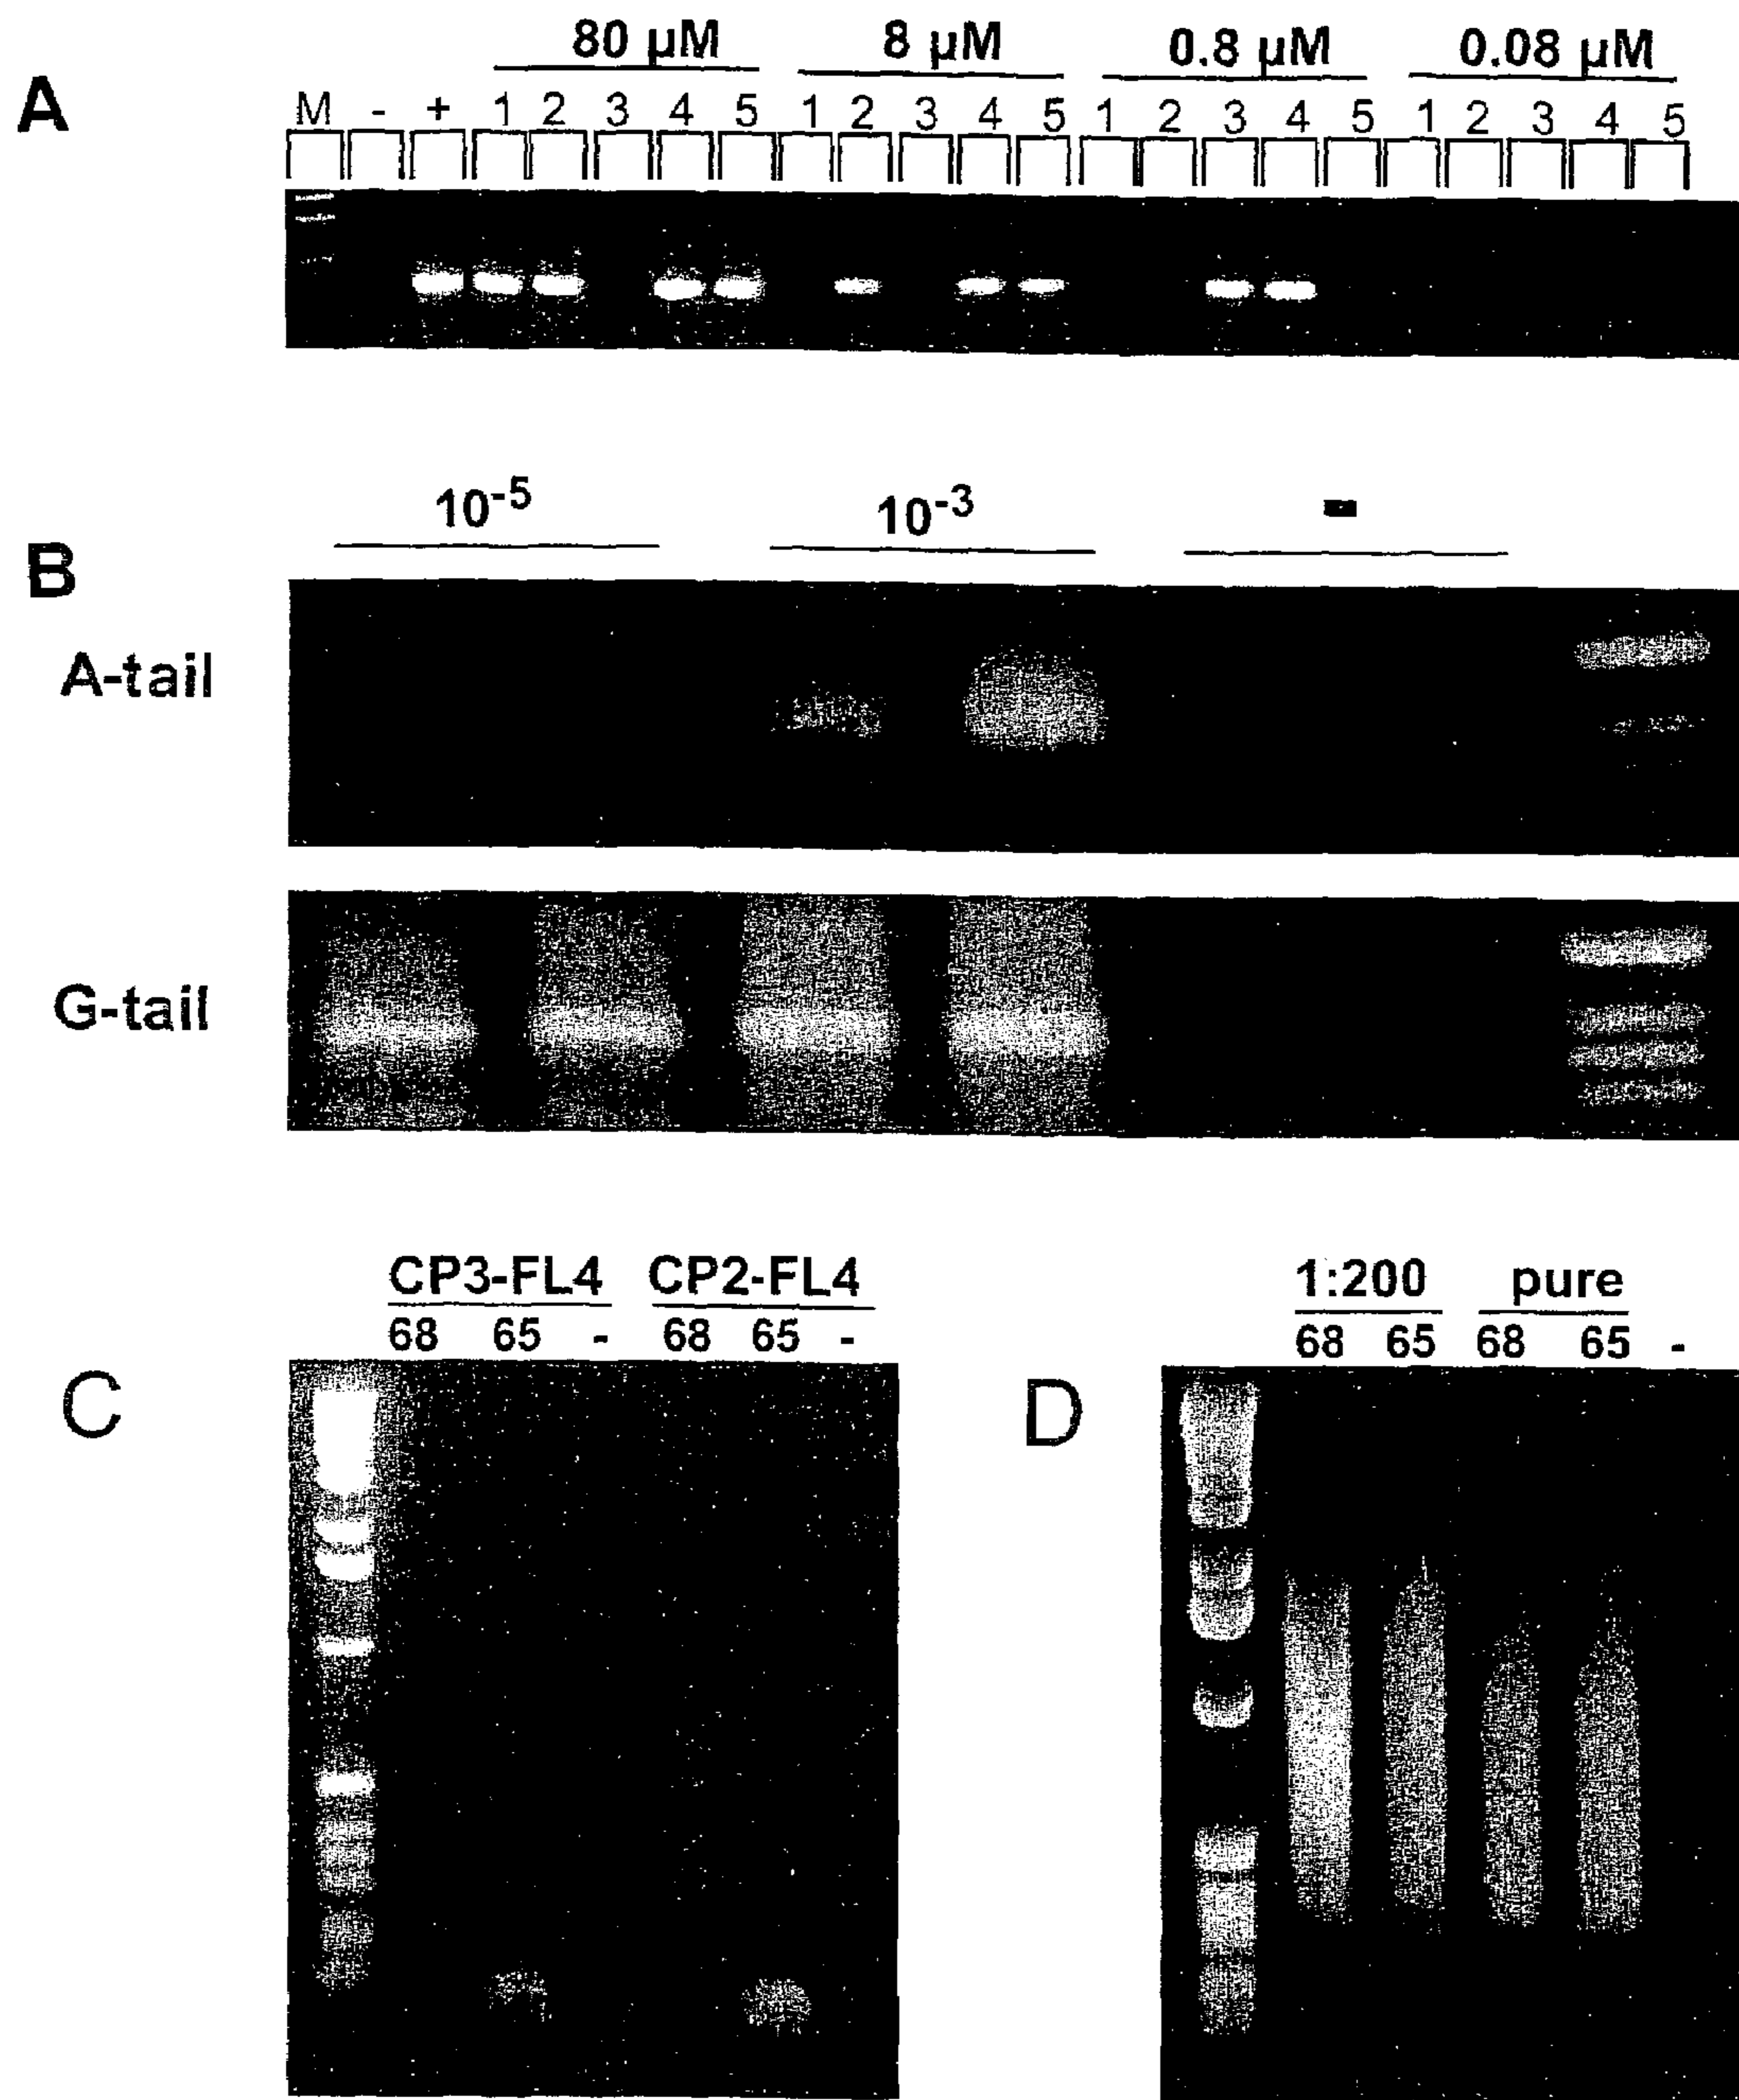 80 µM 8 µM 0.8 µM 0.08 µM
A
M - + 1 2 3 4 5 1 2 3 4 5 1 2 3 4 5 1 2 3 4 5
10⁻⁵ 10⁻³ -
B
A-tail
G-tail
CP3-FL4 CP2-FL4
68 65 - 68 65 -
C
1:200 pure
68 65 68 65 -
D